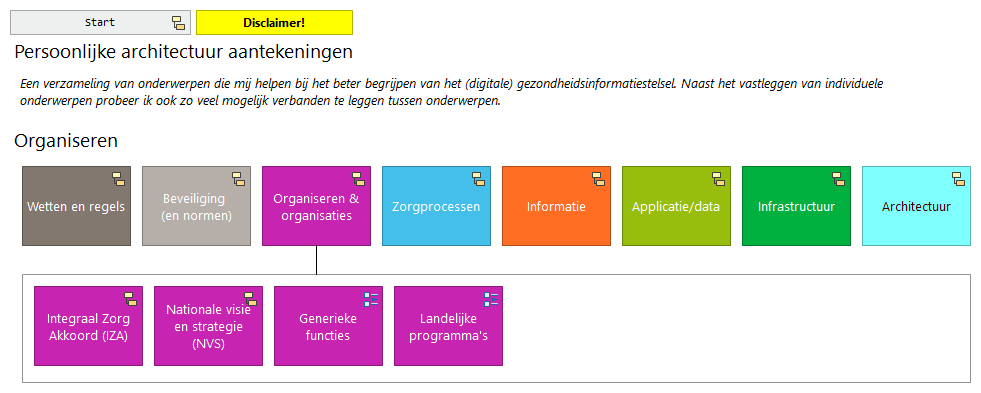 Start
Disclaimer!
Persoonlijke architectuur aantekeningen
Een verzameling van onderwerpen die mij helpen bij het beter begrijpen van het (digitale) gezondheidsinformatiestelsel. Naast het vastleggen van individuele
onderwerpen probeer ik ook zo veel mogelijk verbanden te leggen tussen onderwerpen.
Organiseren
Wetten en regels
Beveiliging
(en normen)
Organiseren &
organisaties
Zorgprocessen
Informatie
Applicatie/data
Infrastructuur
Architectuur
Integraal Zorg
Akkoord (IZA)
Nationale visie
en strategie
(NVS)
Generieke
functies
Landelijke
programma's